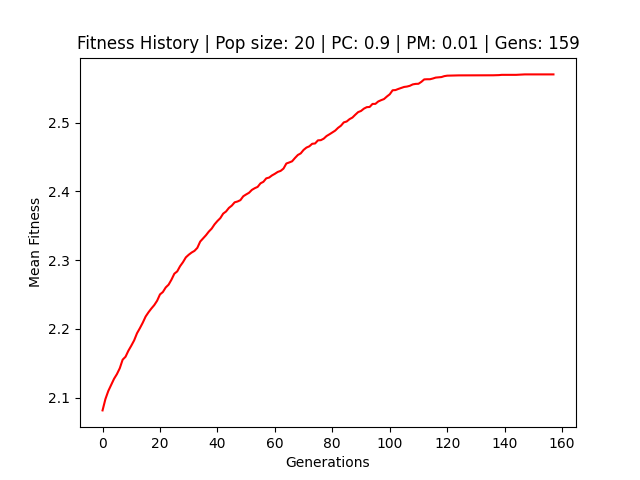 Fitness History | Pop size: 20 | PC: 0.9 | PM: 0.01 | Gens: 159
Mean Fitness
2.5
2.4
2.3
2.2
2.1
0 20 40 60 80 100 120 140 160
Generations